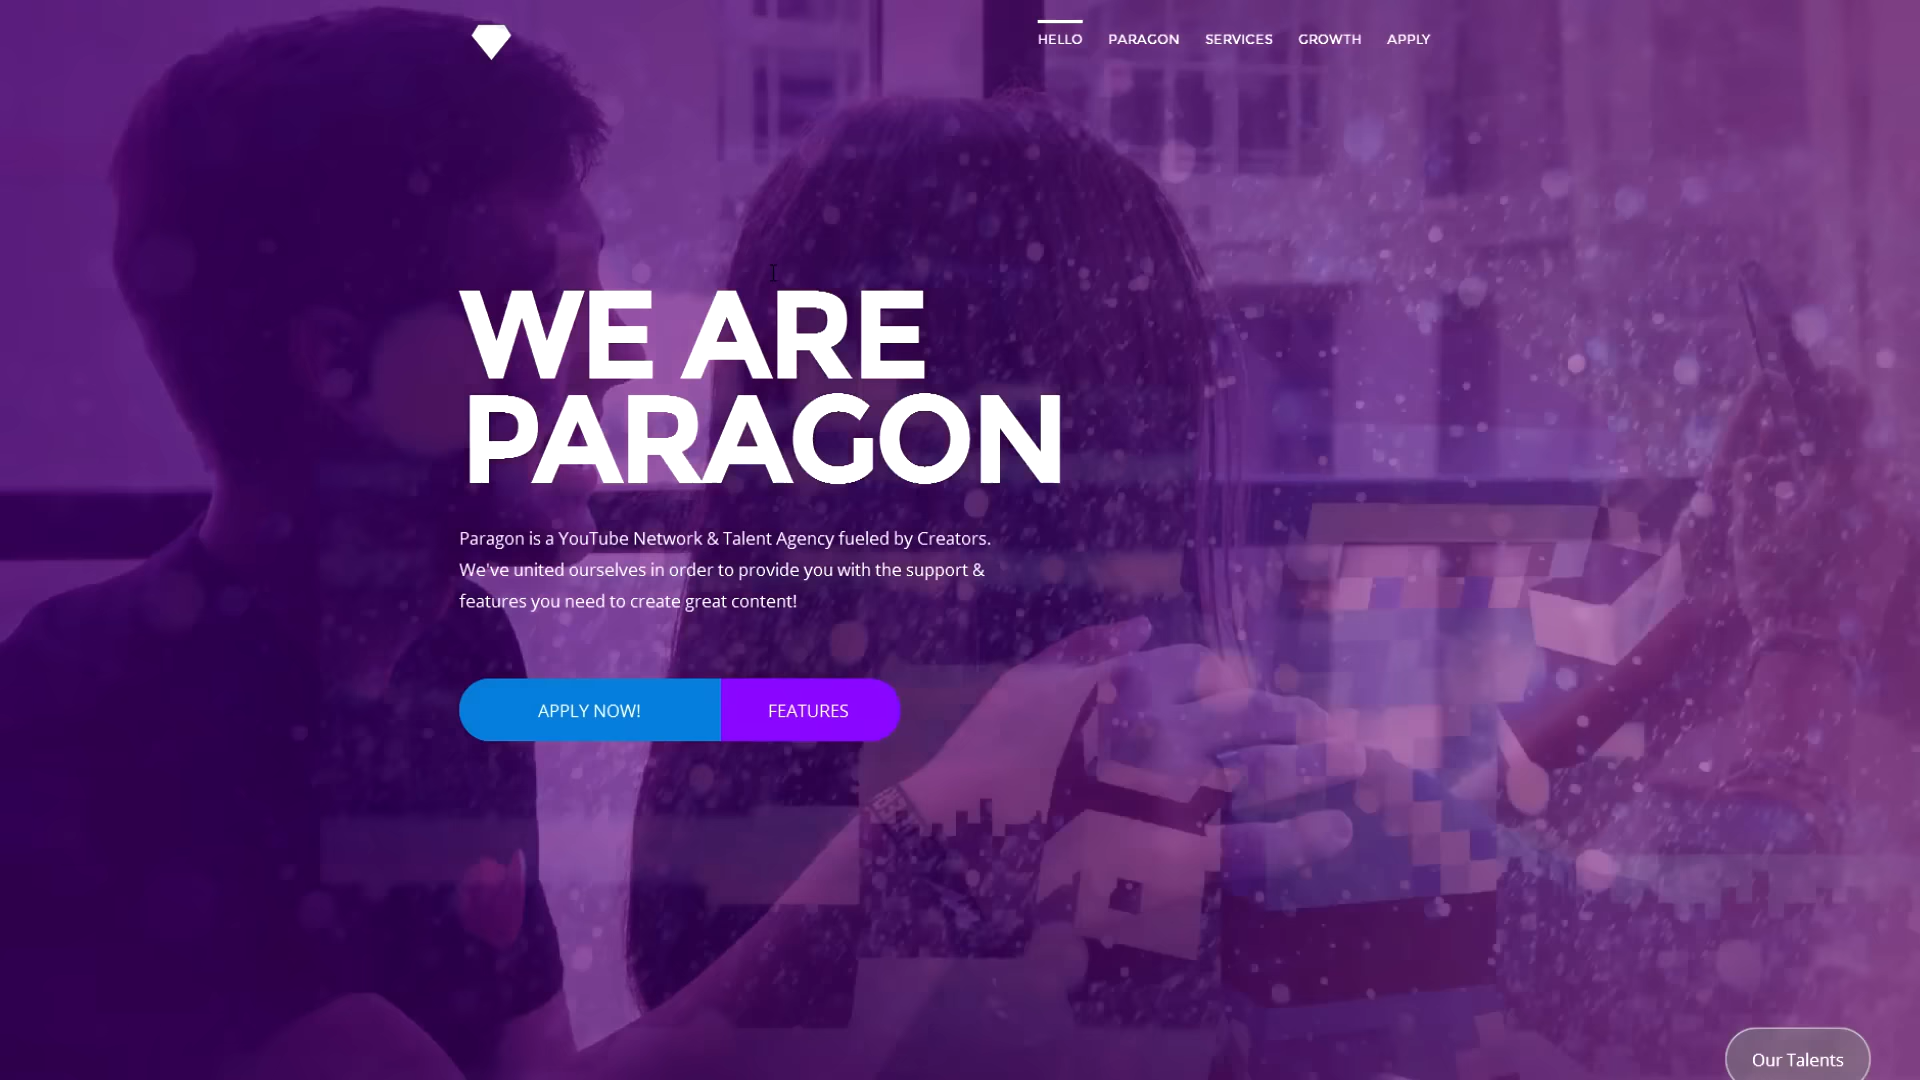 HELLO PARAGON SERVICES GROWTH APPLY
WE ARE
PARAGON
Paragon is a YouTube Network & Talent Agency fueled by Creators.
We've united ourselves in order to provide you with the support &
features you need to create great content!
APPLY NOW! FEATURES
Our Talents